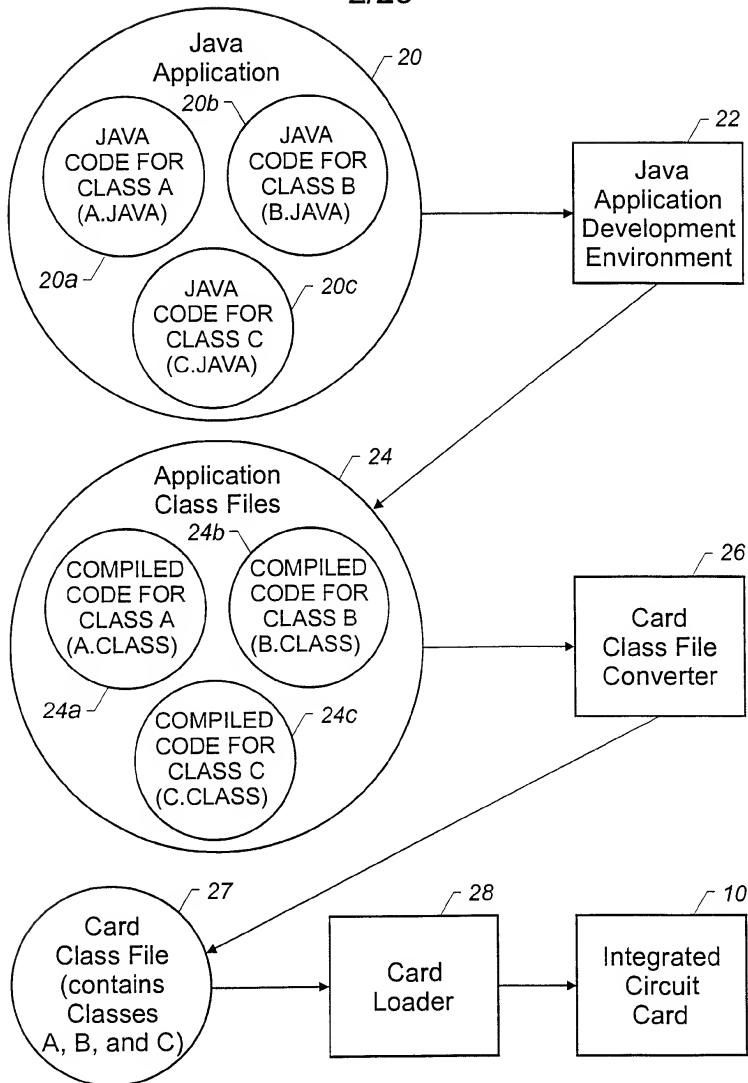 Java
Application
20
20b
JAVA
CODE FOR
CLASS A
(A.JAVA)
JAVA
CODE FOR
CLASS B
(B.JAVA)
20a
JAVA
CODE FOR
CLASS C
(C.JAVA)
20c
22
Java
Application
Development
Environment
Application
Class Files
24
24b
COMPILED
CODE FOR
CLASS A
(A.CLASS)
COMPILED
CODE FOR
CLASS B
(B.CLASS)
24a
COMPILED
CODE FOR
CLASS C
(C.CLASS)
24c
26
Card
Class File
Converter
27
Card
Class File
(contains
Classes
A, B, and C)
28
Card
Loader
10
Integrated
Circuit
Card